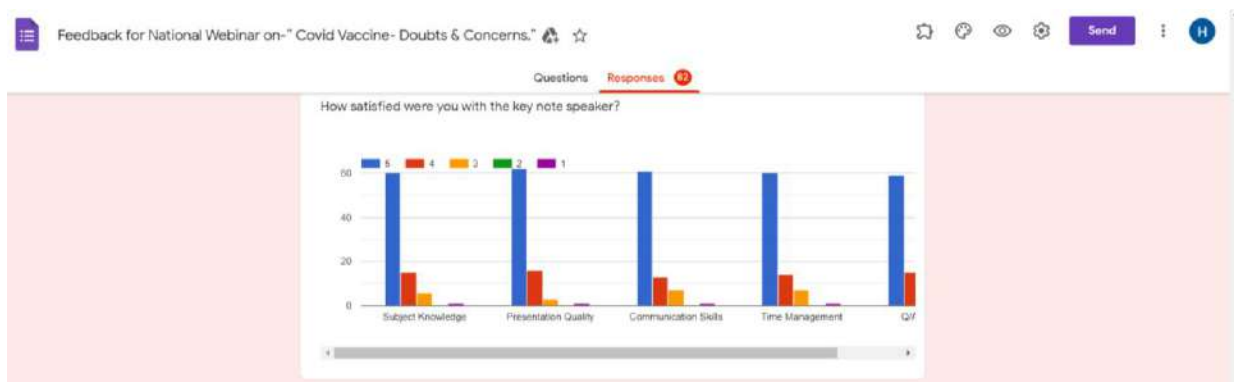 Feedback for National Webinar on-" Covid Vaccine- Doubts & Concerns."
Send
H
Questions Responses 82
How satisfied were you with the key note speaker?
5 4 3 2 1
60
40
20
0
Subject Knowledge Presentation Quality Communication Skills Time Management Q/A